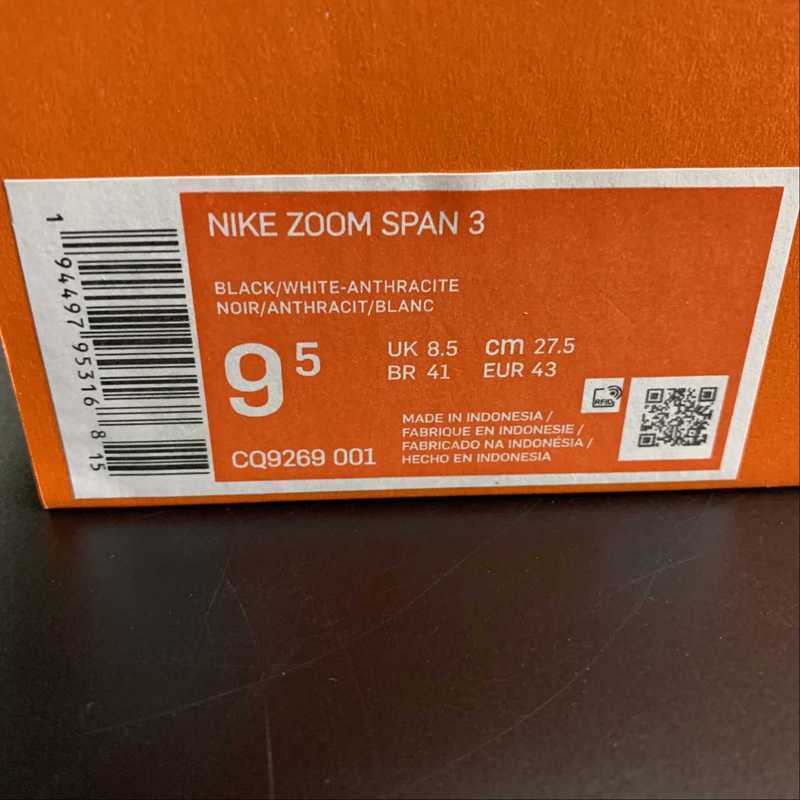 NIKE ZOOM SPAN 3
BLACK/WHITE-ANTHRACITE
NOIR/ANTHRACIT/BLANC
9 5
UK 8.5 cm 27.5
BR 41 EUR 43
CQ9269 001
MADE IN INDONESIA /
FABRIQUE EN INDONESIE /
FABRICADO NA INDONÉSIA /
HECHO EN INDONESIA
RFID
1 94497 95316 8 15